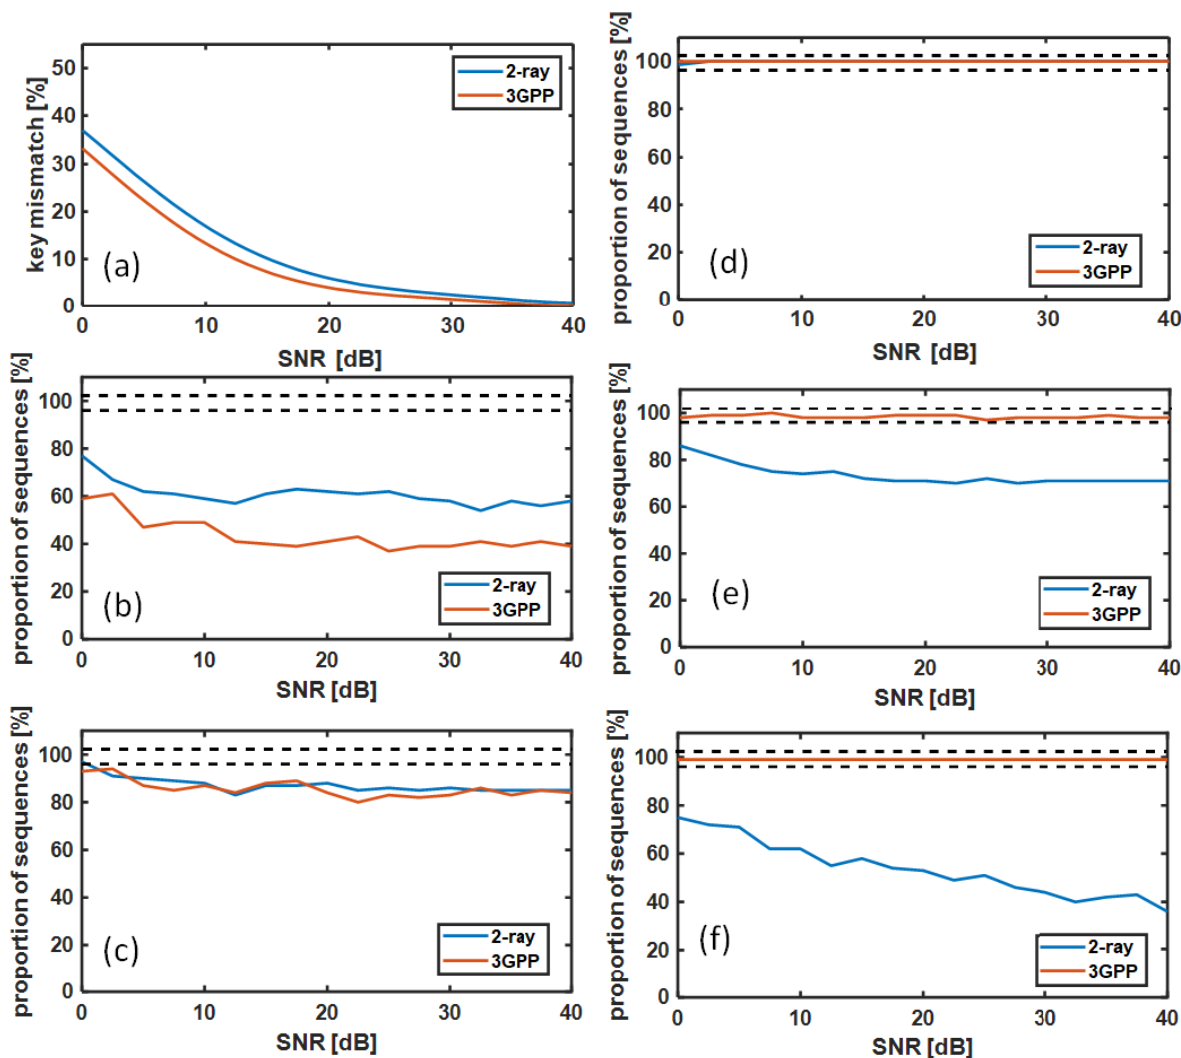 key mismatch [%]
50
40
30
20
10
0
2-ray
3GPP
(a)
0
10
20
30
40
SNR [dB]
proportion of sequences [%]
100
80
60
40
20
0
2-ray
3GPP
(b)
0
10
20
30
40
SNR [dB]
proportion of sequences [%]
100
80
60
40
20
0
2-ray
3GPP
(c)
0
10
20
30
40
SNR [dB]
proportion of sequences [%]
100
80
60
40
20
0
(d)
2-ray
3GPP
0
10
20
30
40
SNR [dB]
proportion of sequences [%]
100
80
60
40
20
0
(e)
2-ray
3GPP
0
10
20
30
40
SNR [dB]
proportion of sequences [%]
100
80
60
40
20
0
(f)
2-ray
3GPP
0
10
20
30
40
SNR [dB]